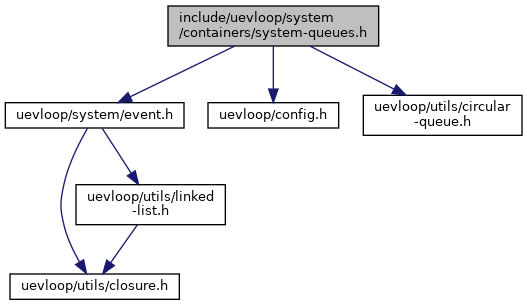 include/uevloop/system
/containers/system-queues.h
uevloop/system/event.h
uevloop/config.h
uevloop/utils/circular
-queue.h
uevloop/utils/linked
-list.h
uevloop/utils/closure.h